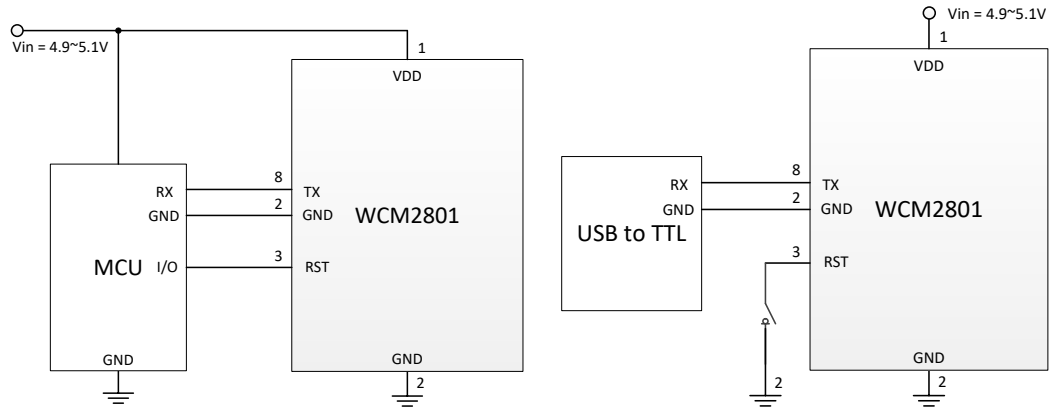 Vin = 4.9~5.1V
1
VDD
RX
8
TX
GND
2
GND
WCM2801
MCU
I/O
3
RST
GND
GND
2
Vin = 4.9~5.1V
1
VDD
RX
8
TX
GND
2
GND
WCM2801
USB to TTL
3
RST
2
GND
2